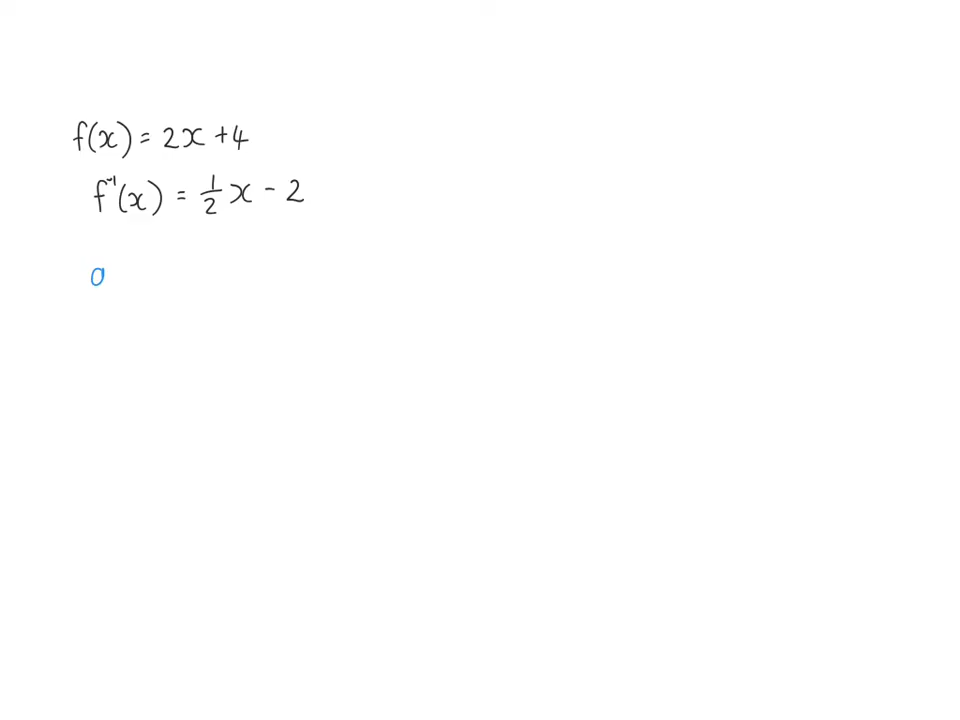 f(x) = 2x + 4
f⁻¹(x) = ½x - 2
0